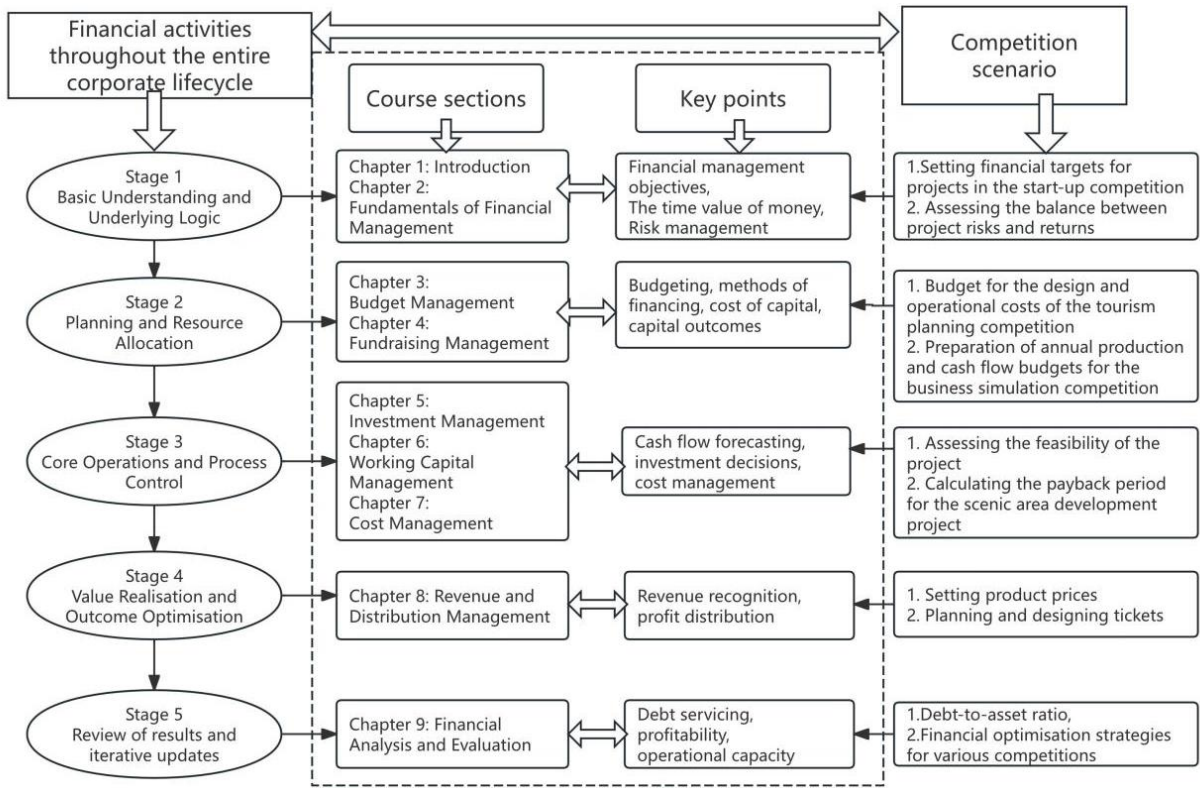 Financial activities
throughout the entire
corporate lifecycle
Course sections
Key points
Competition
scenario
Stage 1
Basic Understanding and
Underlying Logic
Chapter 1: Introduction
Chapter 2:
Fundamentals of Financial
Management
Financial management
objectives,
The time value of money,
Risk management
1.Setting financial targets for
projects in the start-up competition
2. Assessing the balance between
project risks and returns
Stage 2
Planning and Resource
Allocation
Chapter 3:
Budget Management
Chapter 4:
Fundraising Management
Budgeting, methods of
financing, cost of capital,
capital outcomes
1. Budget for the design and
operational costs of the tourism
planning competition
2. Preparation of annual production
and cash flow budgets for the
business simulation competition
Stage 3
Core Operations and Process
Control
Chapter 5:
Investment Management
Chapter 6:
Working Capital
Management
Chapter 7:
Cost Management
Cash flow forecasting,
investment decisions,
cost management
1. Assessing the feasibility of the
project
2. Calculating the payback period
for the scenic area development
project
Stage 4
Value Realisation and
Outcome Optimisation
Chapter 8: Revenue and
Distribution Management
Revenue recognition,
profit distribution
1. Setting product prices
2. Planning and designing tickets
Stage 5
Review of results and
iterative updates
Chapter 9: Financial
Analysis and Evaluation
Debt servicing,
profitability,
operational capacity
1.Debt-to-asset ratio,
2.Financial optimisation strategies
for various competitions